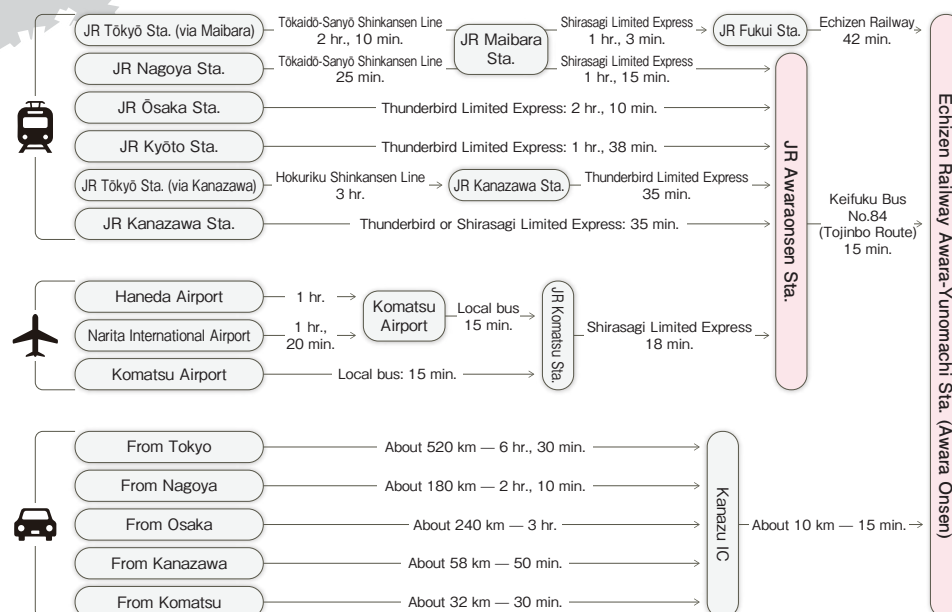 JR Tōkyō Sta. (via Maibara)
Tōkaidō-Sanyō Shinkansen Line
2 hr., 10 min.
JR Maibara
Sta.
Shirasagi Limited Express
1 hr., 3 min.
JR Fukui Sta.
Echizen Railway
42 min.
JR Nagoya Sta.
Tōkaidō-Sanyō Shinkansen Line
25 min.
Shirasagi Limited Express
1 hr., 15 min.
JR Ōsaka Sta.
Thunderbird Limited Express: 2 hr., 10 min.
JR Kyōto Sta.
Thunderbird Limited Express: 1 hr., 38 min.
JR Tōkyō Sta. (via Kanazawa)
Hokuriku Shinkansen Line
3 hr.
JR Kanazawa Sta.
Thunderbird Limited Express
35 min.
JR Kanazawa Sta.
Thunderbird or Shirasagi Limited Express: 35 min.
JR Awaraonsen Sta.
Keifuku Bus
No.84
(Tojinbo Route)
15 min.
Haneda Airport
1 hr.
Narita International Airport
1 hr.,
20 min.
Komatsu
Airport
Local bus
15 min.
Komatsu Airport
Local bus: 15 min.
JR Komatsu Sta.
Shirasagi Limited Express
18 min.
From Tokyo
About 520 km — 6 hr., 30 min.
From Nagoya
About 180 km — 2 hr., 10 min.
From Osaka
About 240 km — 3 hr.
From Kanazawa
About 58 km — 50 min.
From Komatsu
About 32 km — 30 min.
Kanazu IC
About 10 km — 15 min.
Echizen Railway Awara-Yunomachi Sta. (Awara Onsen)